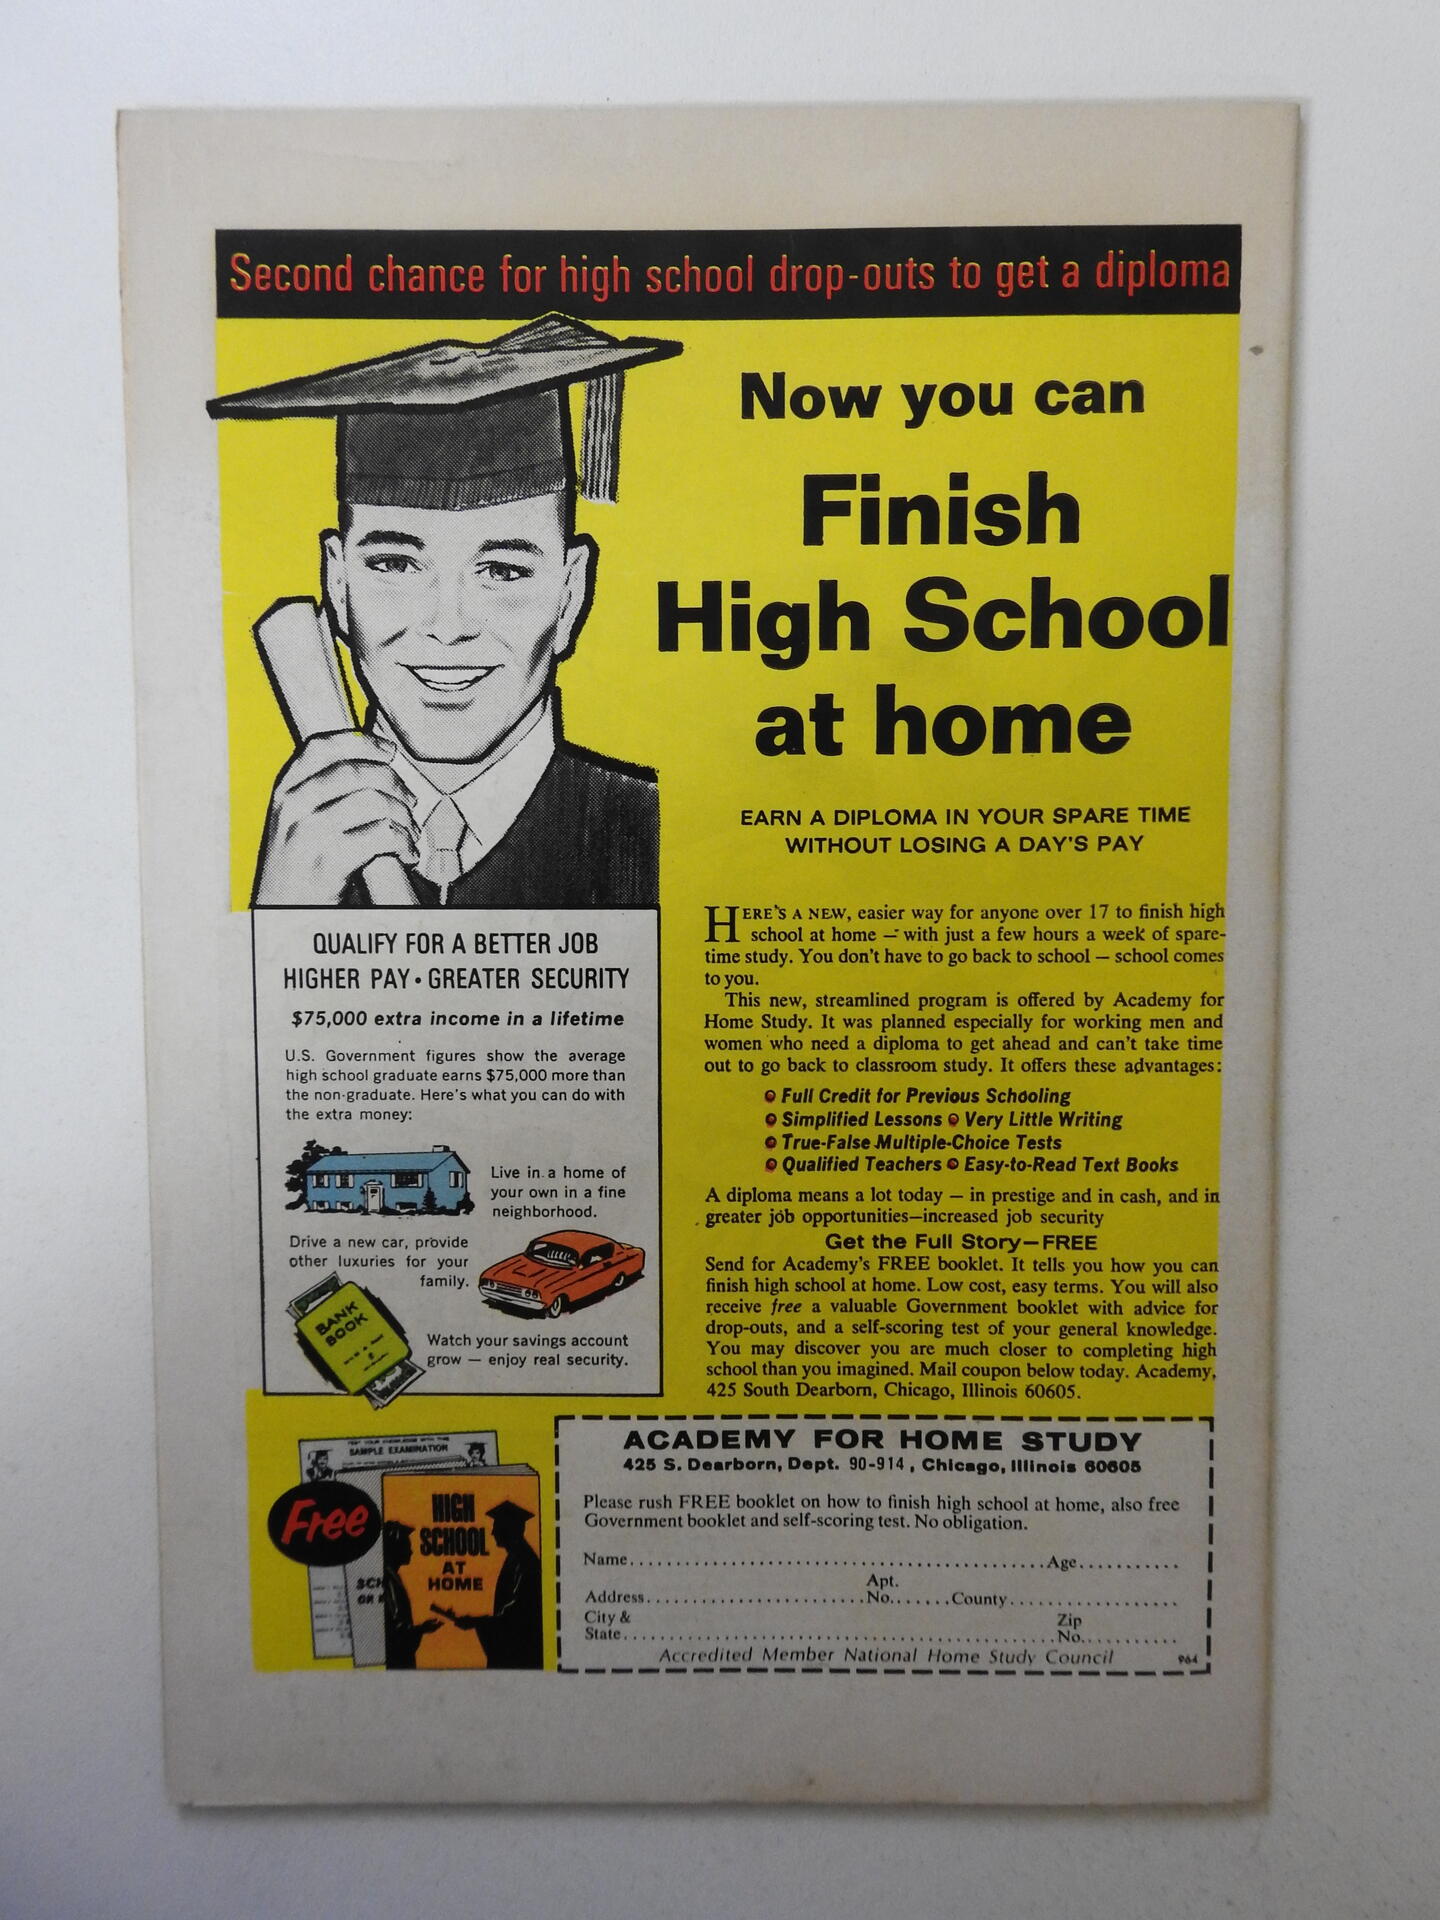 Second chance for high school drop-outs to get a diploma
Now you can
Finish
High School
at home
EARN A DIPLOMA IN YOUR SPARE TIME
WITHOUT LOSING A DAY'S PAY
HERE'S A NEW, easier way for anyone over 17 to finish high
school at home — with just a few hours a week of spare-
time study. You don't have to go back to school — school comes
to you.
This new, streamlined program is offered by Academy for
Home Study. It was planned especially for working men and
women who need a diploma to get ahead and can't take time
out to go back to classroom study. It offers these advantages:
Full Credit for Previous Schooling
Simplified Lessons Very Little Writing
True-False Multiple-Choice Tests
Qualified Teachers Easy-to-Read Text Books
A diploma means a lot today — in prestige and in cash, and in
greater job opportunities—increased job security
Get the Full Story—FREE
Send for Academy's FREE booklet. It tells you how you can
finish high school at home. Low cost, easy terms. You will also
receive free a valuable Government booklet with advice for
drop-outs, and a self-scoring test of your general knowledge.
You may discover you are much closer to completing high
school than you imagined. Mail coupon below today. Academy,
425 South Dearborn, Chicago, Illinois 60605.
QUALIFY FOR A BETTER JOB
HIGHER PAY • GREATER SECURITY
$75,000 extra income in a lifetime
U.S. Government figures show the average
high school graduate earns $75,000 more than
the non-graduate. Here's what you can do with
the extra money:
Live in a home of
your own in a fine
neighborhood.
Drive a new car, provide
other luxuries for your
family.
BANK
BOOK
Watch your savings account
grow — enjoy real security.
TEST YOUR KNOWLEDGE WITH THIS
SAMPLE EXAMINATION
Free
HIGH
SCHOOL
AT
HOME
SCH
OR
ACADEMY FOR HOME STUDY
425 S. Dearborn, Dept. 90-914, Chicago, Illinois 60605
Please rush FREE booklet on how to finish high school at home, also free
Government booklet and self-scoring test. No obligation.
Name Age
Apt.
Address No. County
City & Zip
State No.
Accredited Member National Home Study Council 964